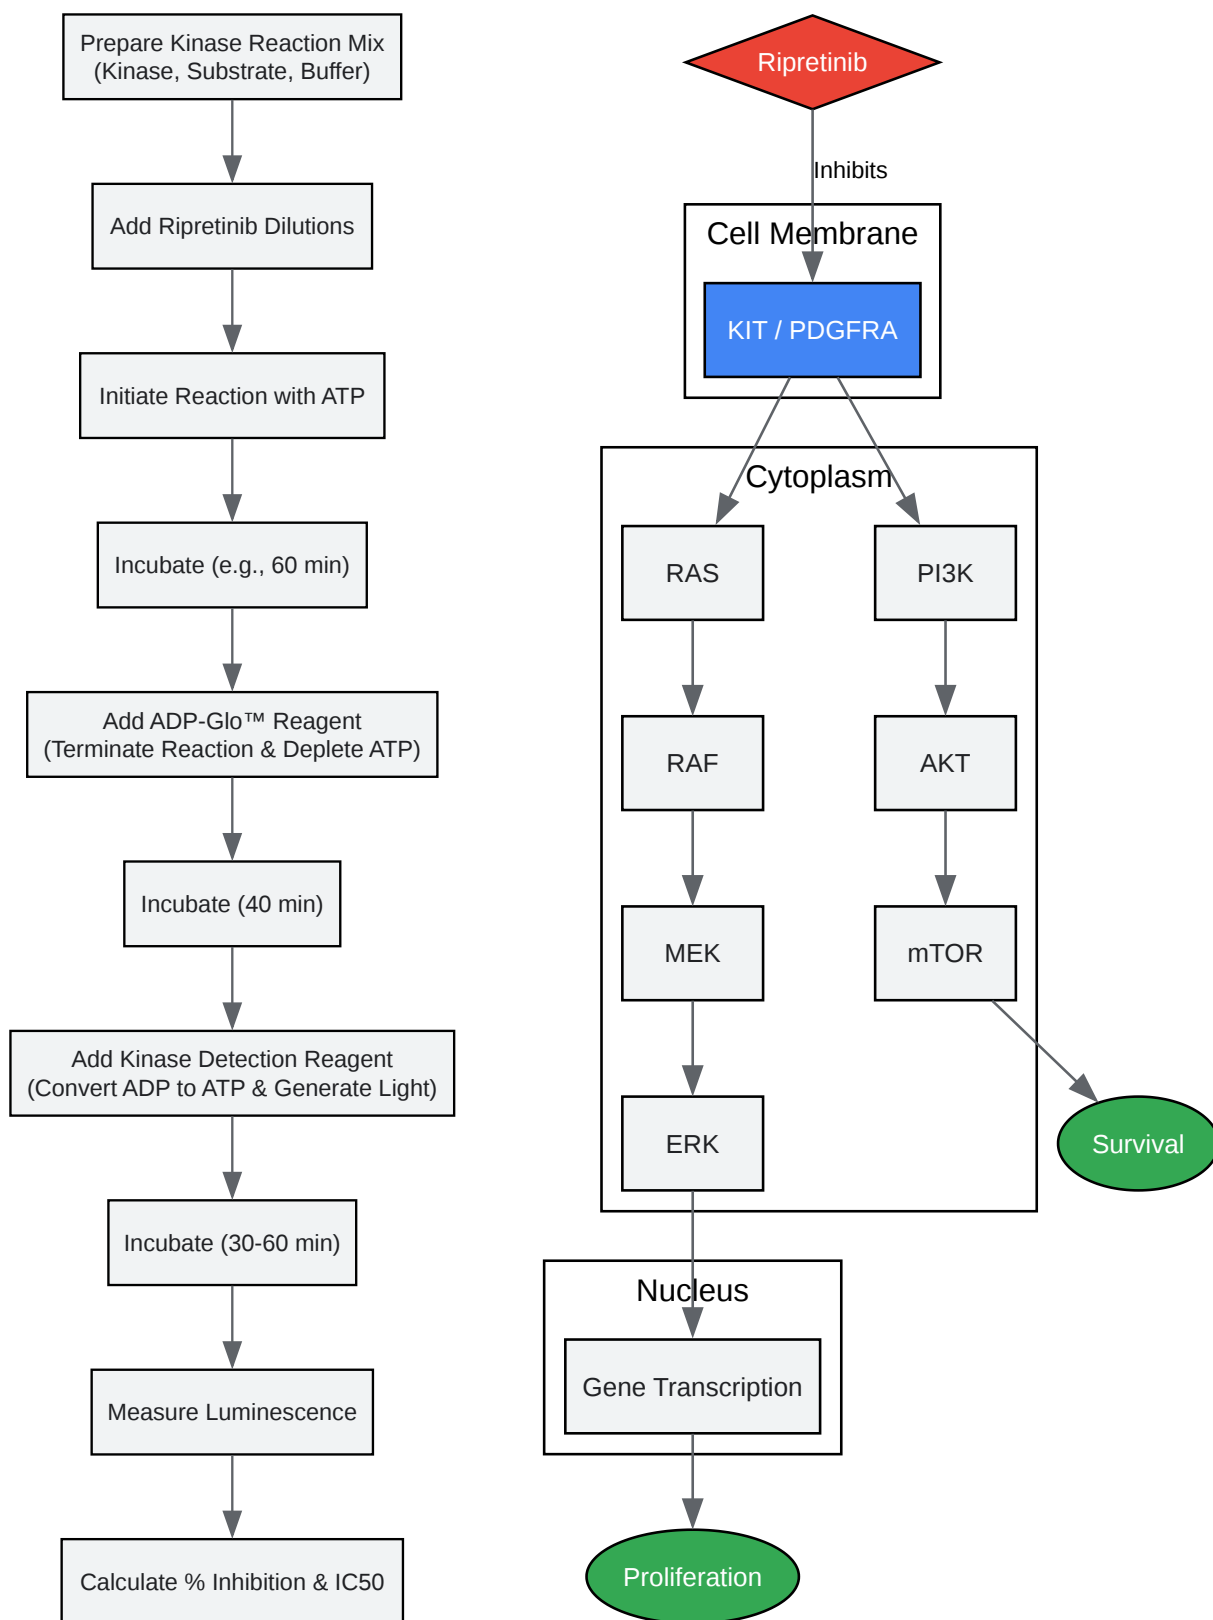 Prepare Kinase Reaction Mix
(Kinase, Substrate, Buffer)
Add Ripretinib Dilutions
Initiate Reaction with ATP
Incubate (e.g., 60 min)
Add ADP-Glo™ Reagent
(Terminate Reaction & Deplete ATP)
Incubate (40 min)
Add Kinase Detection Reagent
(Convert ADP to ATP & Generate Light)
Incubate (30-60 min)
Measure Luminescence
Calculate % Inhibition & IC50
Ripretinib
Inhibits
Cell Membrane
KIT / PDGFRA
Cytoplasm
RAS
PI3K
RAF
AKT
MEK
mTOR
ERK
Survival
Nucleus
Gene Transcription
Proliferation